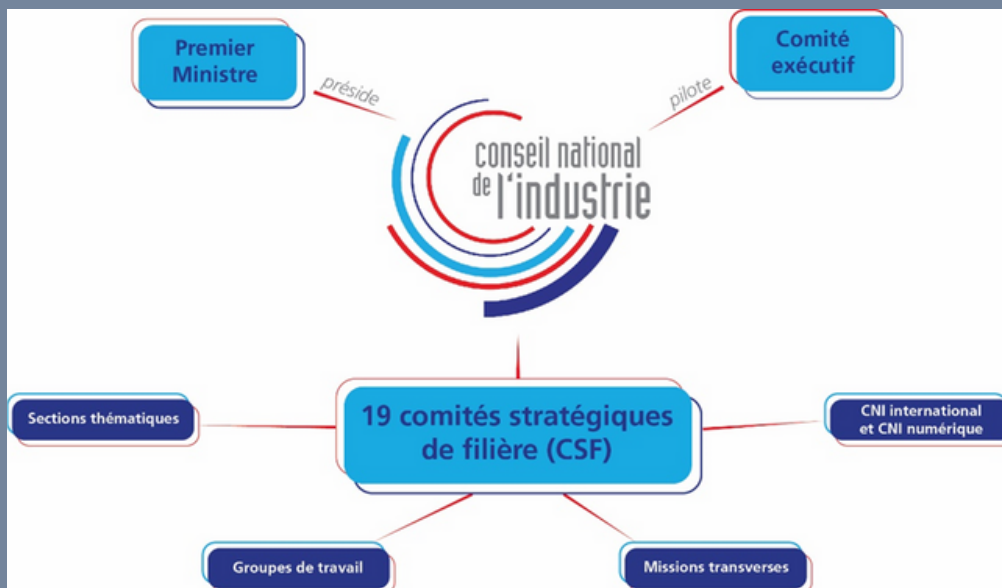 Premier
Ministre
préside
Comité
exécutif
pilote
conseil national
de l'industrie
19 comités stratégiques
de filière (CSF)
Sections thématiques
CNI international
et CNI numérique
Groupes de travail
Missions transverses